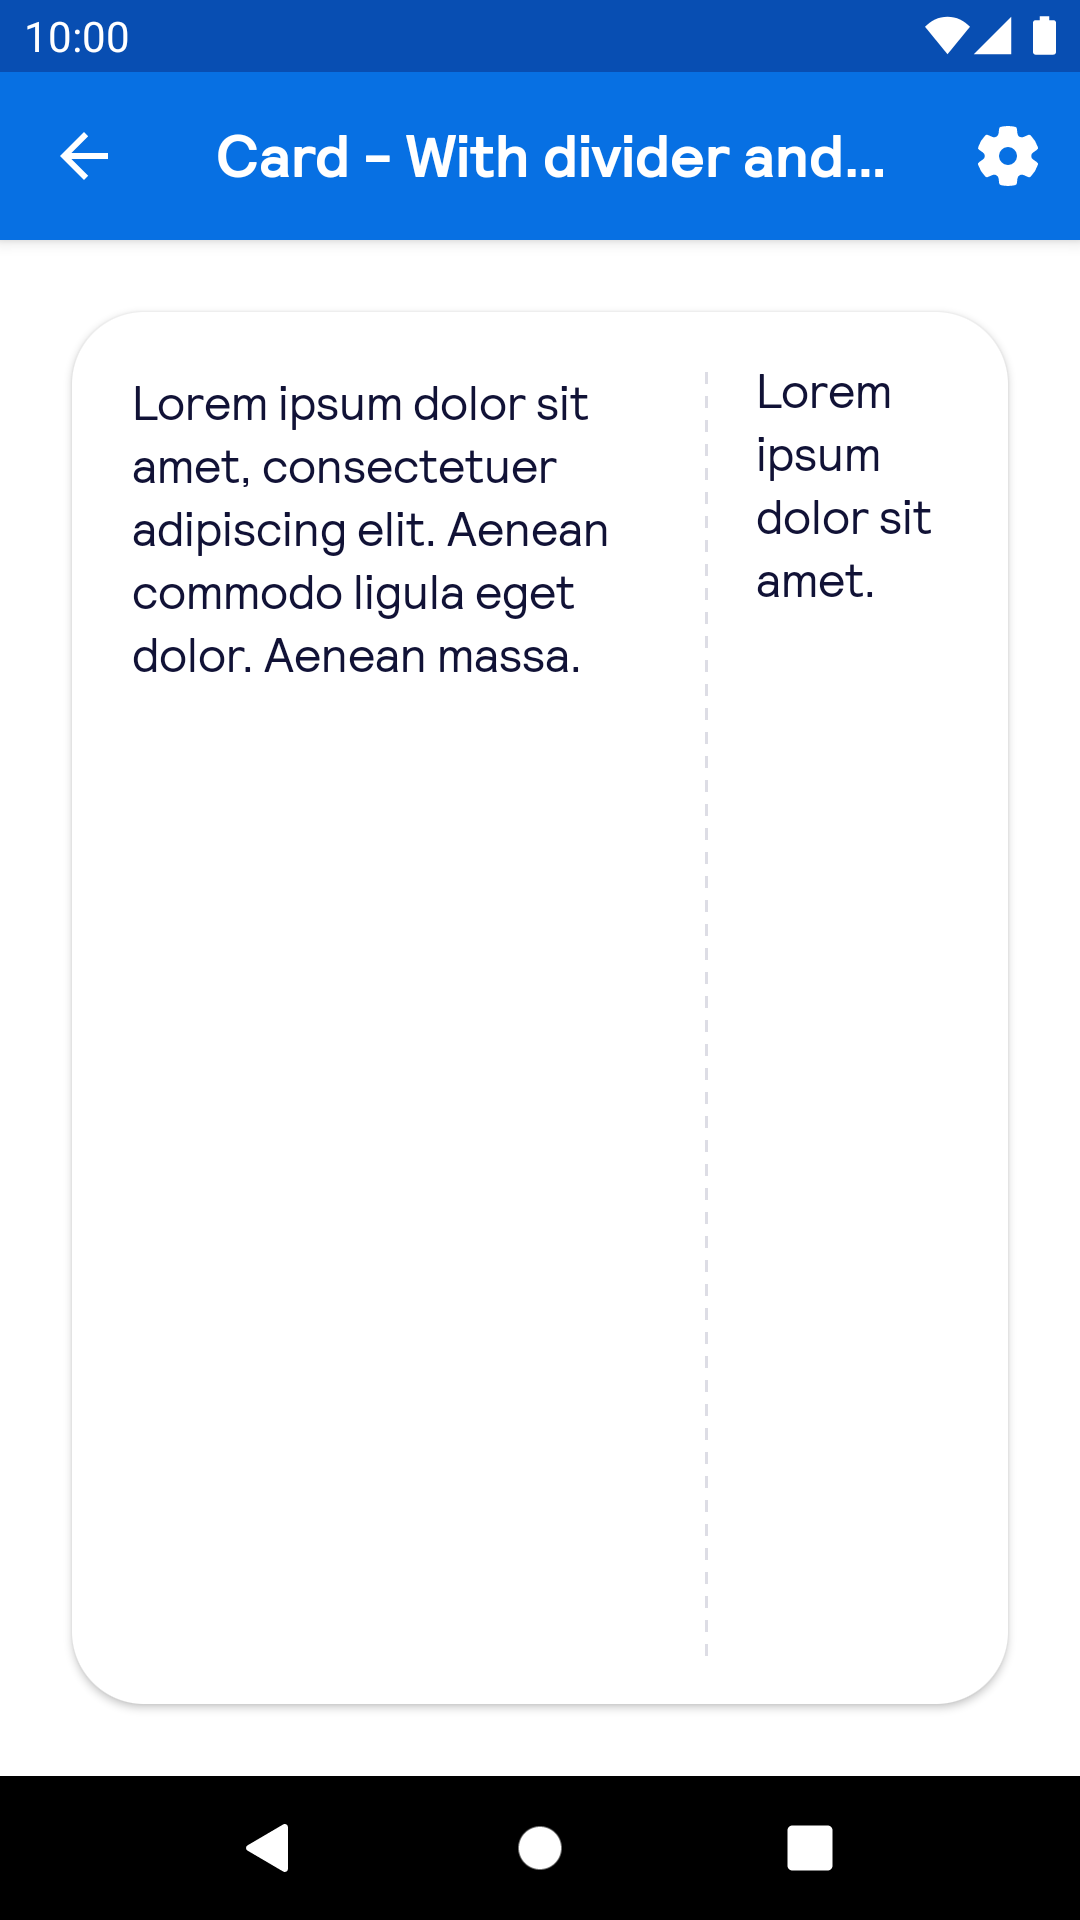 10:00
Card - With divider and...
Lorem ipsum dolor sit
amet, consectetuer
adipiscing elit. Aenean
commodo ligula eget
dolor. Aenean massa.
Lorem
ipsum
dolor sit
amet.